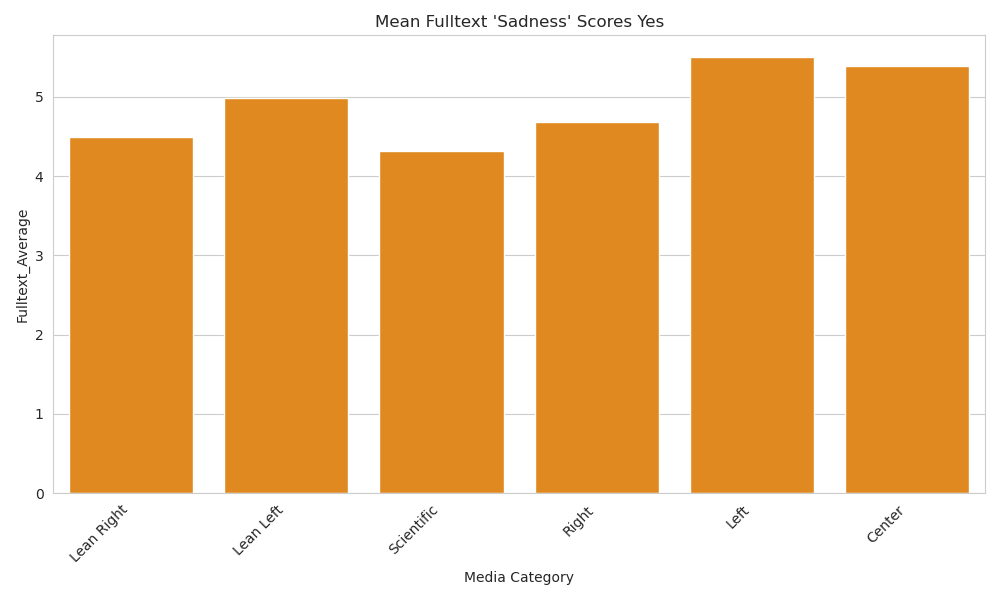 Mean Fulltext 'Sadness' Scores Yes
Fulltext_Average
5
4
3
2
1
0
Lean Right
Lean Left
Scientific
Right
Left
Center
Media Category